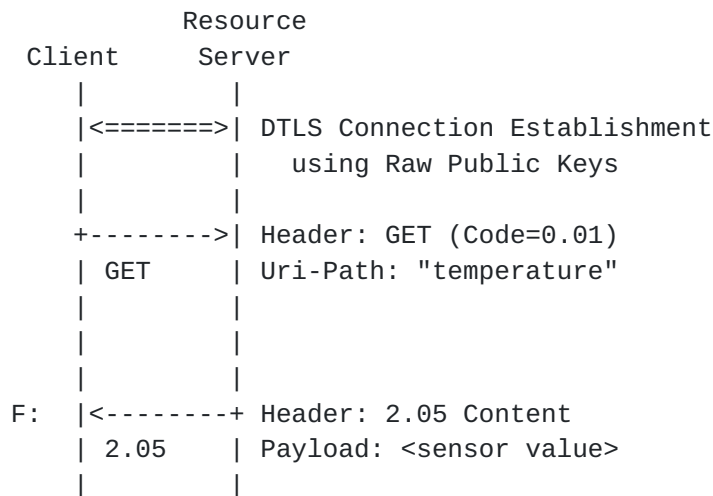 Resource
Client Server
| |
|<=======>| DTLS Connection Establishment
| | using Raw Public Keys
| |
+-------->| Header: GET (Code=0.01)
| GET | Uri-Path: "temperature"
| |
| |
| |
F: |<--------+ Header: 2.05 Content
| 2.05 | Payload: <sensor value>
| |